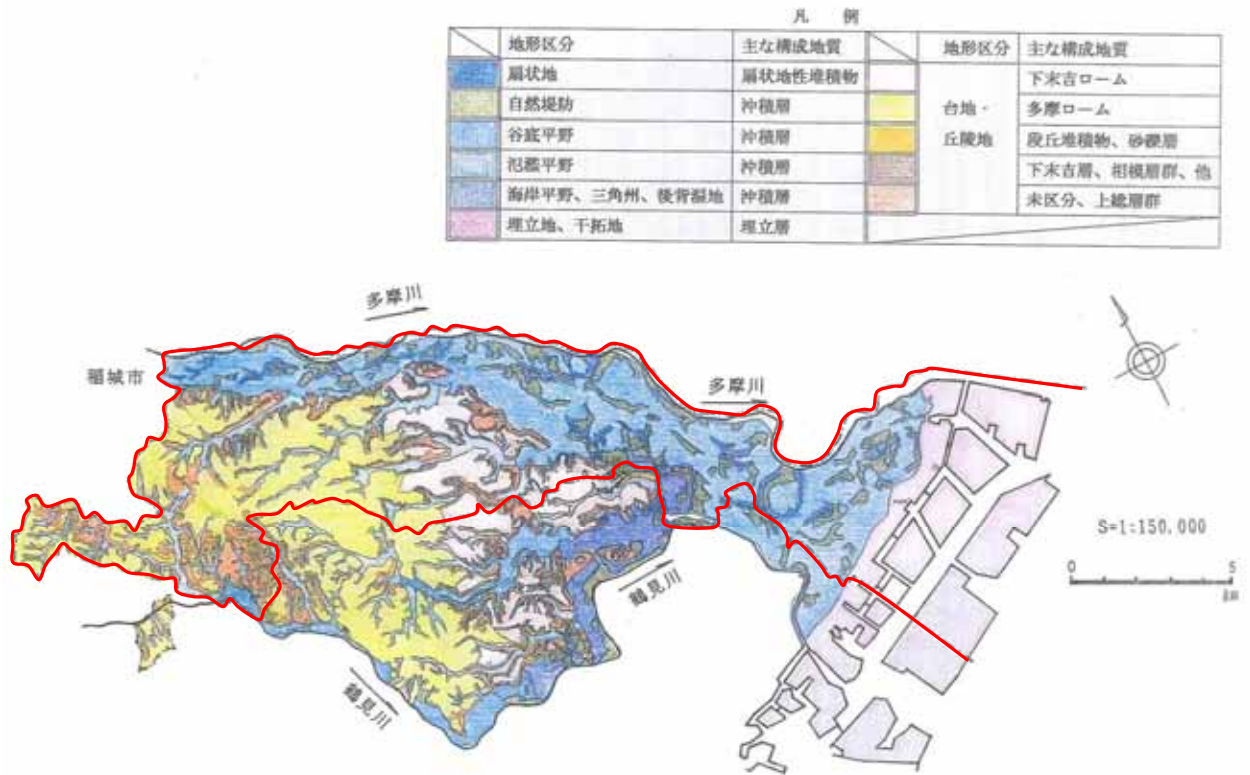 凡 例
地形区分 主な構成地質 地形区分 主な構成地質
扇状地 扇状地性堆積物 下末吉ローム
自然堤防 沖積層 台地・ 多摩ローム
谷底平野 沖積層 丘陵地 段丘堆積物、砂礫層
氾濫平野 沖積層 下末吉層、相模層群、他
海岸平野、三角州、後背湿地 沖積層 未区分、上総層群
埋立地、干拓地 埋立層
多摩川
稲城市
多摩川
S=1:150.000
0 5
鶴見川
鶴見川